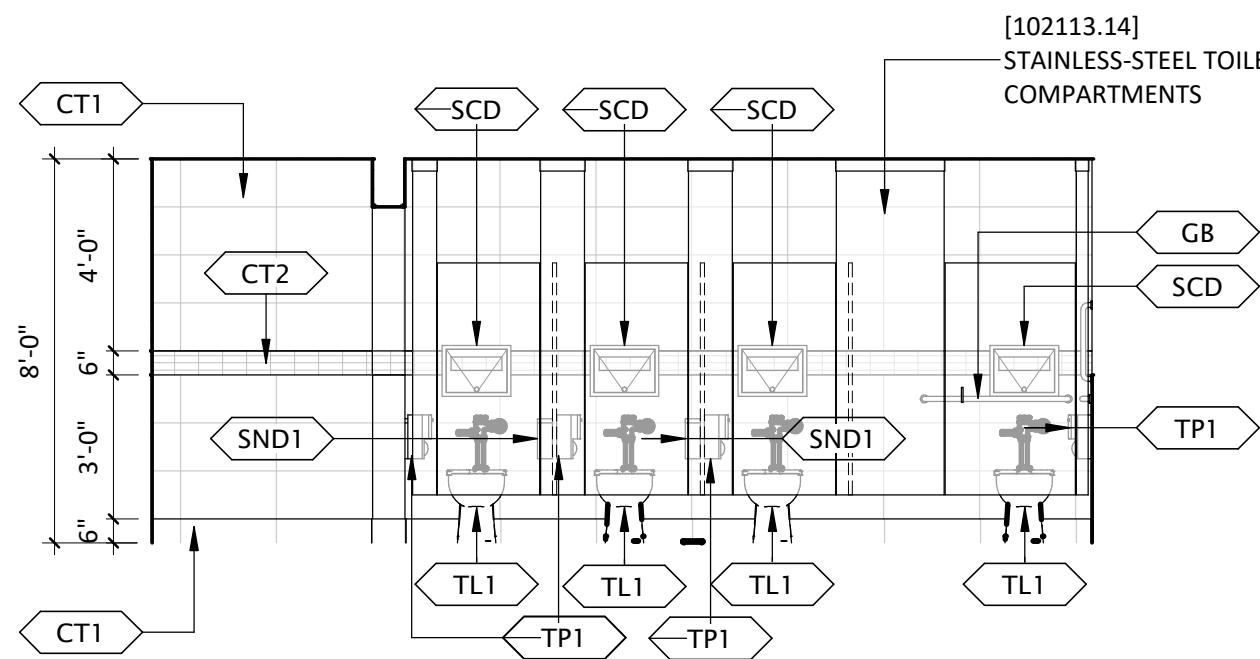 [102113.14]
STAINLESS-STEEL TOILE
COMPARTMENTS
CT1
SCD
SCD
SCD
GB
CT2
SCD
8'-0"
4'-0"
6"
3'-0"
6"
SND1
SND1
TP1
TL1
TL1
TL1
TL1
CT1
TP1
TP1